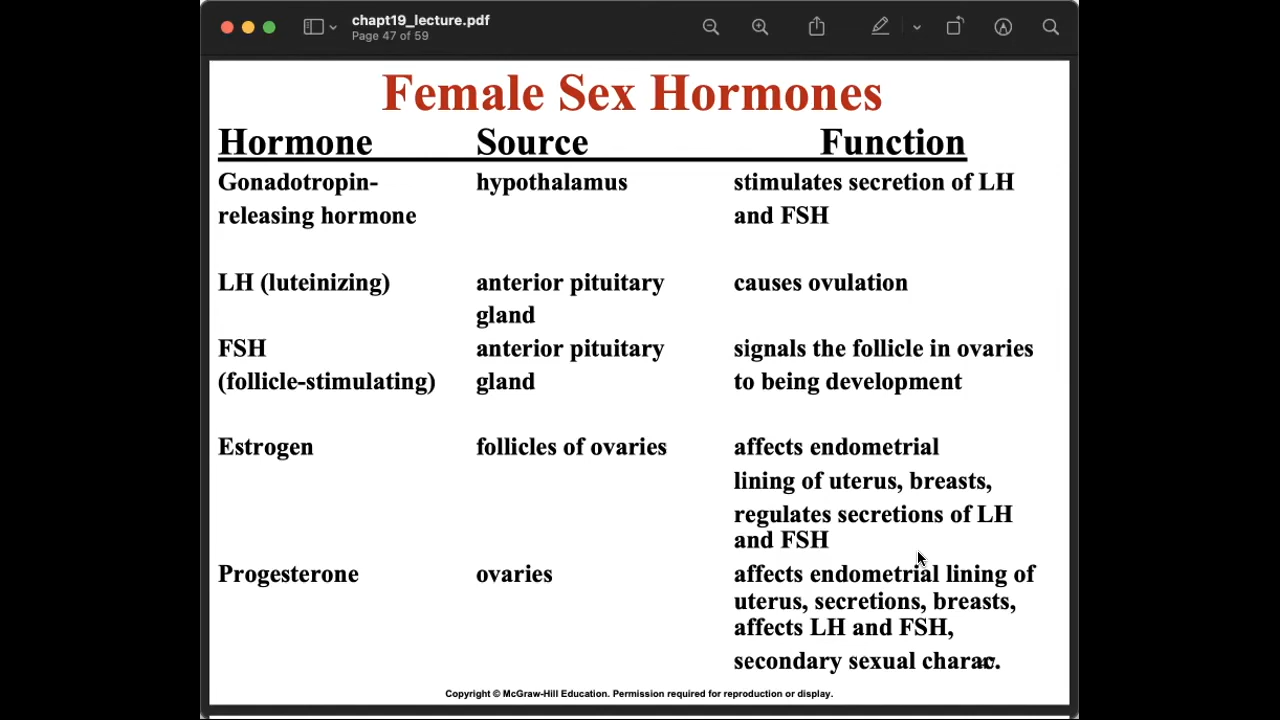 chapt19_lecture.pdf
Page 47 of 59
Female Sex Hormones
Hormone Source Function
Gonadotropin- hypothalamus stimulates secretion of LH
releasing hormone and FSH
LH (luteinizing) anterior pituitary causes ovulation
gland
FSH anterior pituitary signals the follicle in ovaries
(follicle-stimulating) gland to being development
Estrogen follicles of ovaries affects endometrial
lining of uterus, breasts,
regulates secretions of LH
and FSH
Progesterone ovaries affects endometrial lining of
uterus, secretions, breasts,
affects LH and FSH,
secondary sexual charac.
Copyright © McGraw-Hill Education. Permission required for reproduction or display.